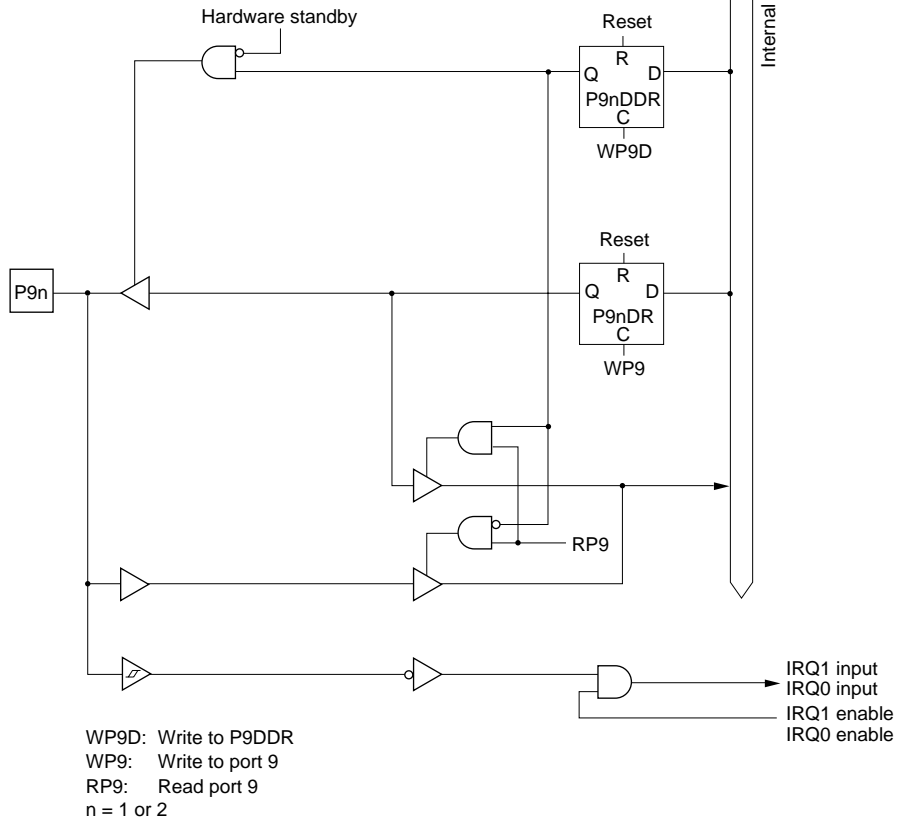 Hardware standby
Internal
Reset
R
Q D
P9nDDR
C
WP9D
Reset
R
P9n
Q D
P9nDR
C
WP9
RP9
IRQ1 input
IRQ0 input
IRQ1 enable
IRQ0 enable
WP9D: Write to P9DDR
WP9: Write to port 9
RP9: Read port 9
n = 1 or 2